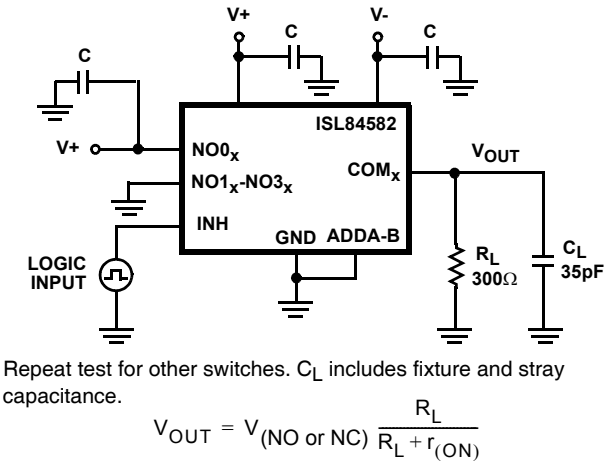 V+
V-
C
C
C
ISL84582
V+
NO0x
VOUT
COMx
NO1x-NO3x
INH
GND ADDA-B
LOGIC
INPUT
RL
300Ω
CL
35pF
Repeat test for other switches. CL includes fixture and stray
capacitance.
VOUT = V(NO or NC) RL / RL + r(ON)